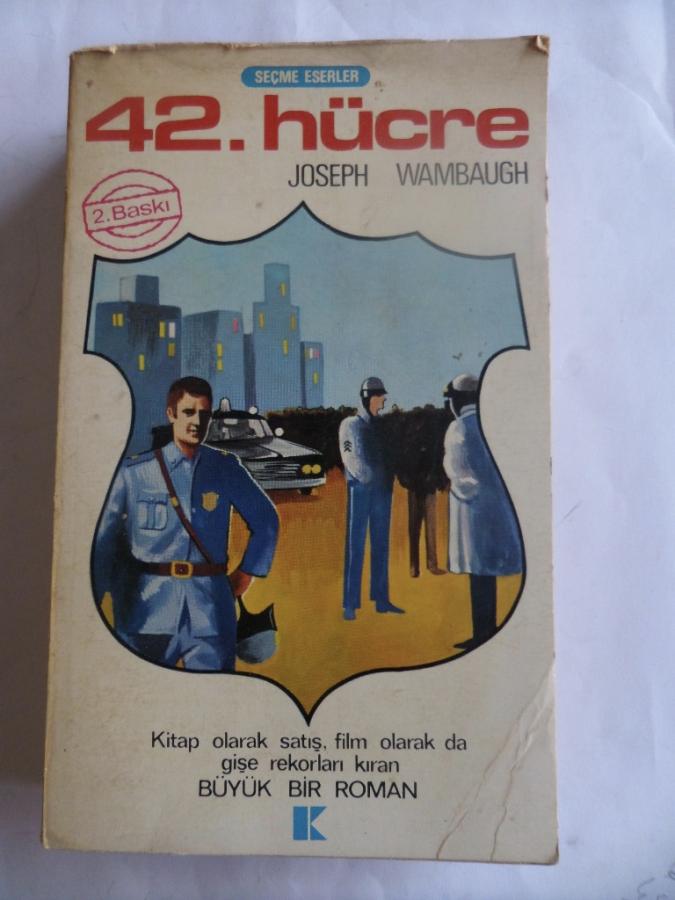 SEÇME ESERLER
42. hücre
JOSEPH WAMBAUGH
2. Baskı
Kitap olarak satış, film olarak da
gişe rekorları kıran
BÜYÜK BİR ROMAN
K